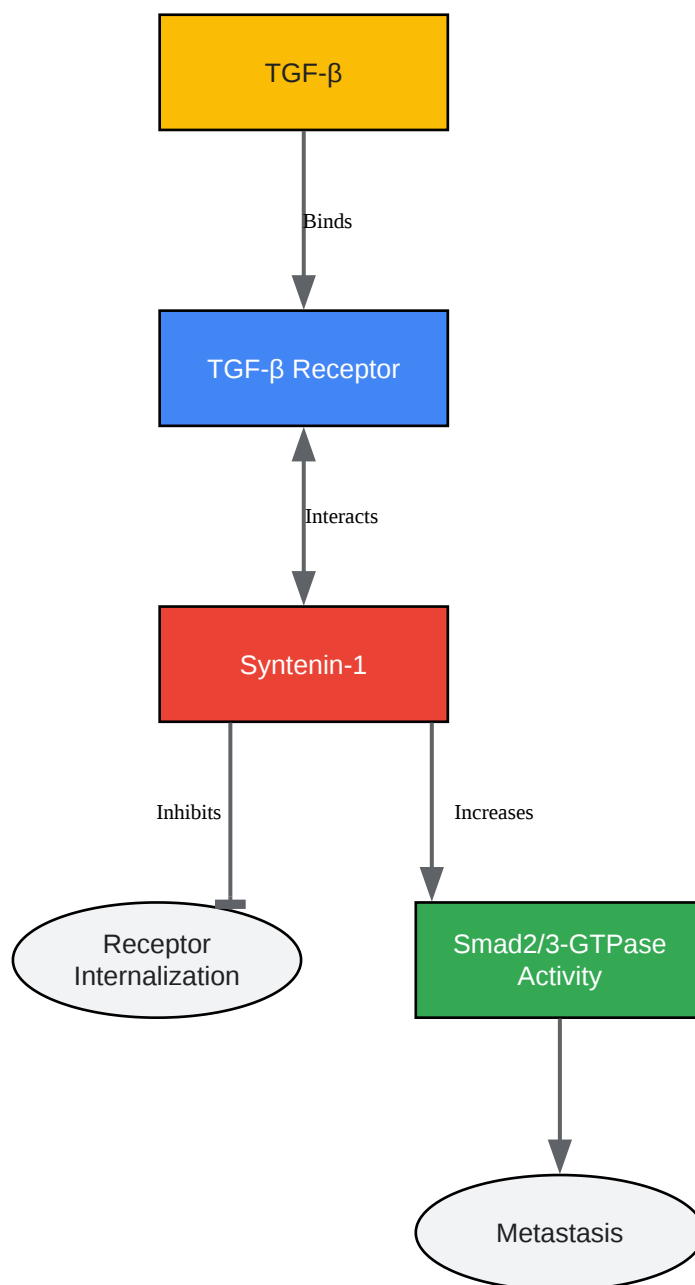 TGF-β
Binds
TGF-β Receptor
Interacts
Syntenin-1
Inhibits
Increases
Receptor
Internalization
Smad2/3-GTPase
Activity
Metastasis